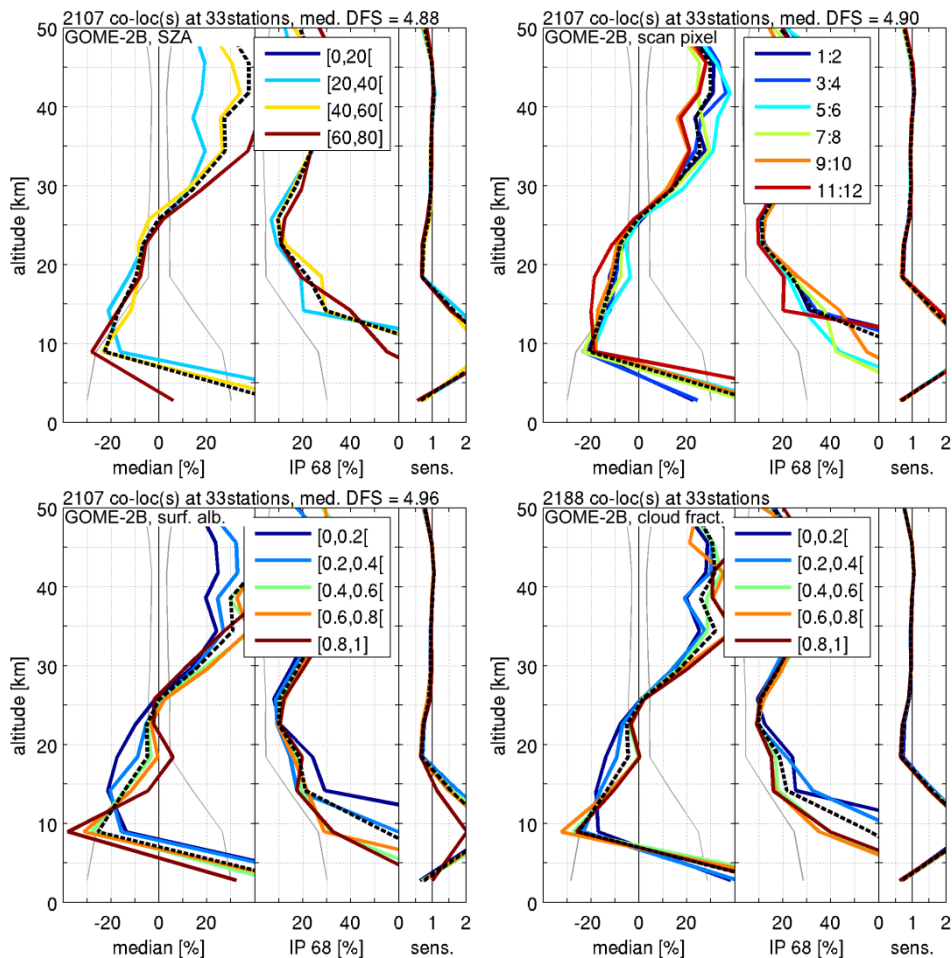 2107 co-loc(s) at 33stations, med. DFS = 4.88
GOME-2B, SZA
[0,20[
[20,40[
[40,60[
[60,80]
50
40
30
20
10
0
altitude [km]
-20 0 20
20 40 0
1 2
median [%]
IP 68 [%]
sens.
2107 co-loc(s) at 33stations, med. DFS = 4.90
GOME-2B, scan pixel
1:2
3:4
5:6
7:8
9:10
11:12
50
40
30
20
10
0
altitude [km]
-20 0 20
20 40 0
1 2
median [%]
IP 68 [%]
sens.
2107 co-loc(s) at 33stations, med. DFS = 4.96
GOME-2B, surf. alb.
[0,0.2[
[0.2,0.4[
[0.4,0.6[
[0.6,0.8[
[0.8,1]
50
40
30
20
10
0
altitude [km]
-20 0 20
20 40 0
1 2
median [%]
IP 68 [%]
sens.
2188 co-loc(s) at 33stations
GOME-2B, cloud fract.
[0,0.2[
[0.2,0.4[
[0.4,0.6[
[0.6,0.8[
[0.8,1]
50
40
30
20
10
0
altitude [km]
-20 0 20
20 40 0
1 2
median [%]
IP 68 [%]
sens.